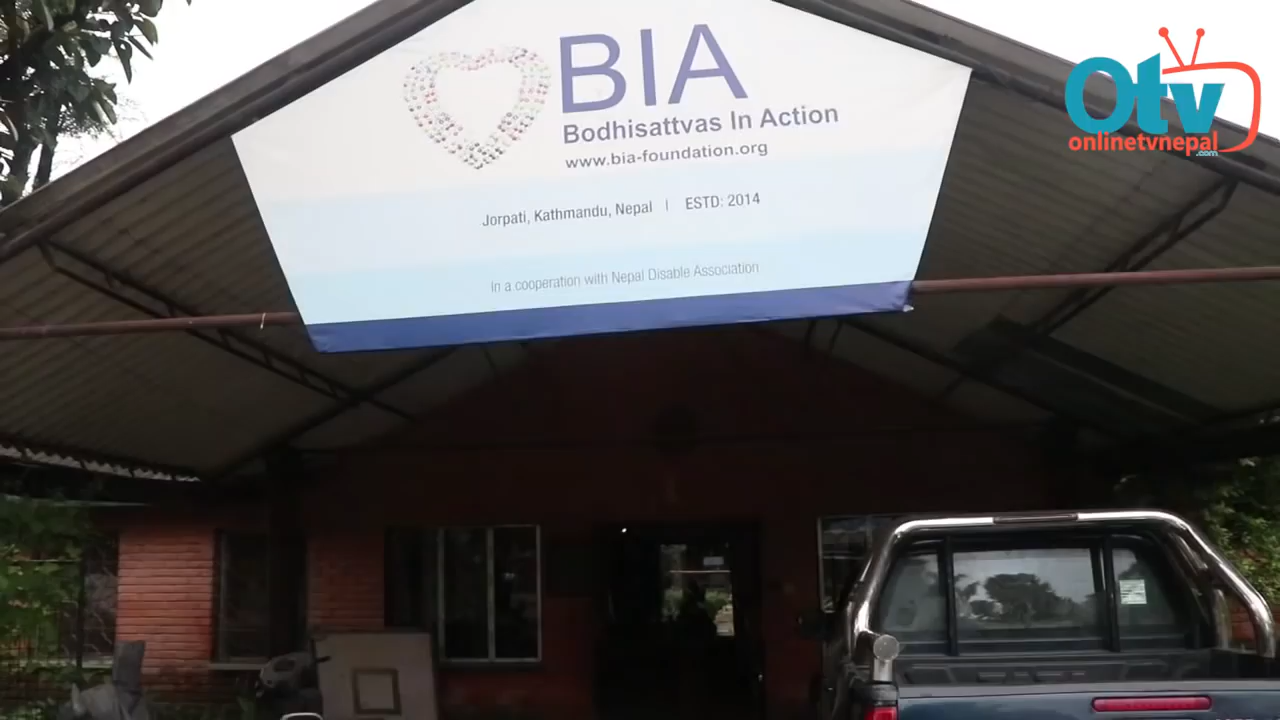 BIA
Bodhisattvas In Action
www.bia-foundation.org
Jorpati, Kathmandu, Nepal | ESTD: 2014
In a cooperation with Nepal Disable Association
Otv
onlinetvnepal
.com